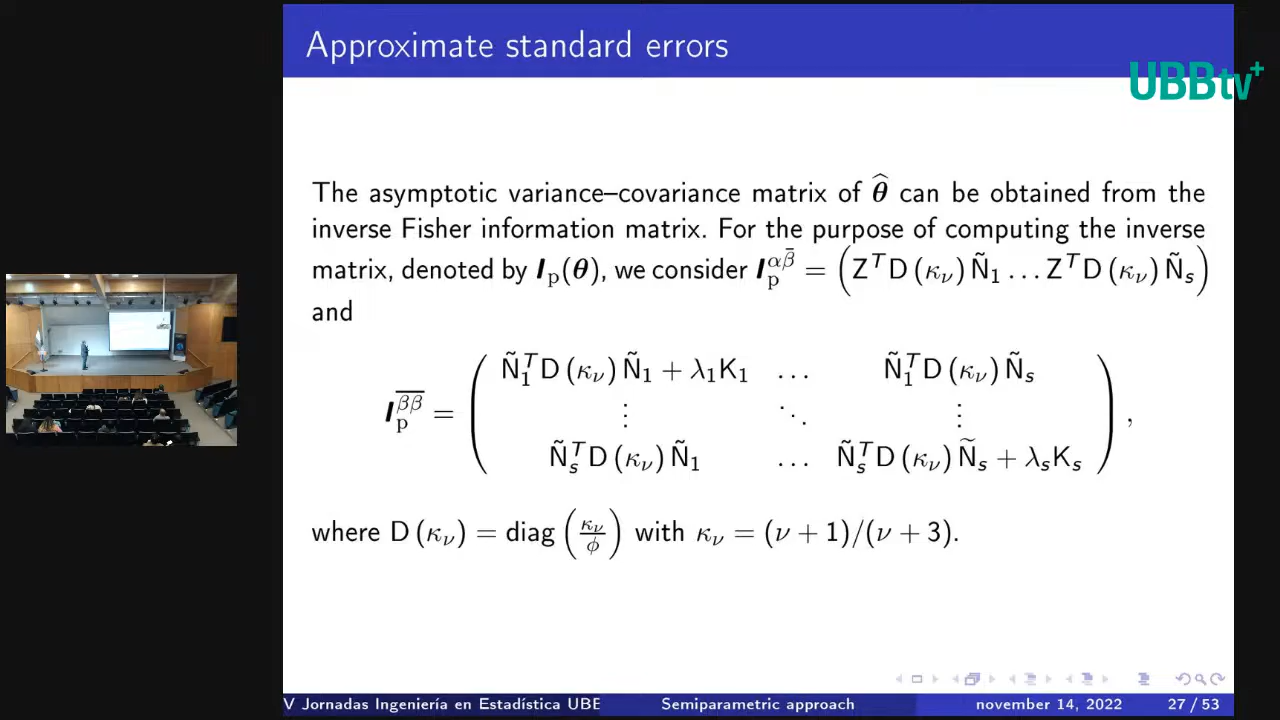 Approximate standard errors
UBBtv+
The asymptotic variance–covariance matrix of θ̂ can be obtained from the
inverse Fisher information matrix. For the purpose of computing the inverse
matrix, denoted by I_p(θ), we consider I_p^{αβ̄} = (Z^T D(κ_ν) Ñ_1 … Z^T D(κ_ν) Ñ_s)
and
I_p^{\overline{ββ}} = ( Ñ_1^T D(κ_ν) Ñ_1 + λ_1 K_1 … Ñ_1^T D(κ_ν) Ñ_s
⋮ ⋱ ⋮
Ñ_s^T D(κ_ν) Ñ_1 … Ñ_s^T D(κ_ν) Ñ_s + λ_s K_s ),
where D(κ_ν) = diag(κ_ν/φ) with κ_ν = (ν + 1)/(ν + 3).
V Jornadas Ingeniería en Estadística UBB Semiparametric approach november 14, 2022 27 / 53